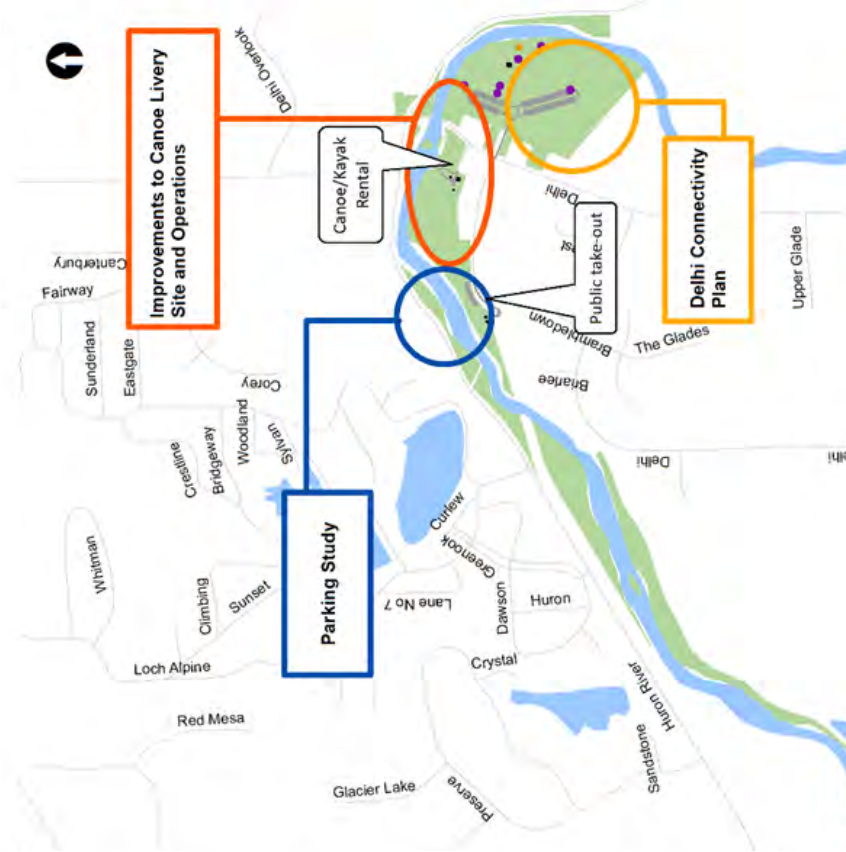 Improvements to Canoe Livery
Site and Operations
Delhi Overlook
Canoe/Kayak
Rental
Canterbury
Fairway
Sunderland
Eastgate
Corey
Woodland
Sylvan
Bridgeway
Crestline
Delhi
Public take-out
Delhi Connectivity
Plan
Upper Glade
Brambledown
The Glades
Briarlee
Delhi
Parking Study
Whitman
Climbing
Sunset
Loch Alpine
Red Mesa
Curlew
Greenook
Lane No 7
Dawson
Huron
Crystal
Huron River
Sandstone
Glacier Lake
Preserve